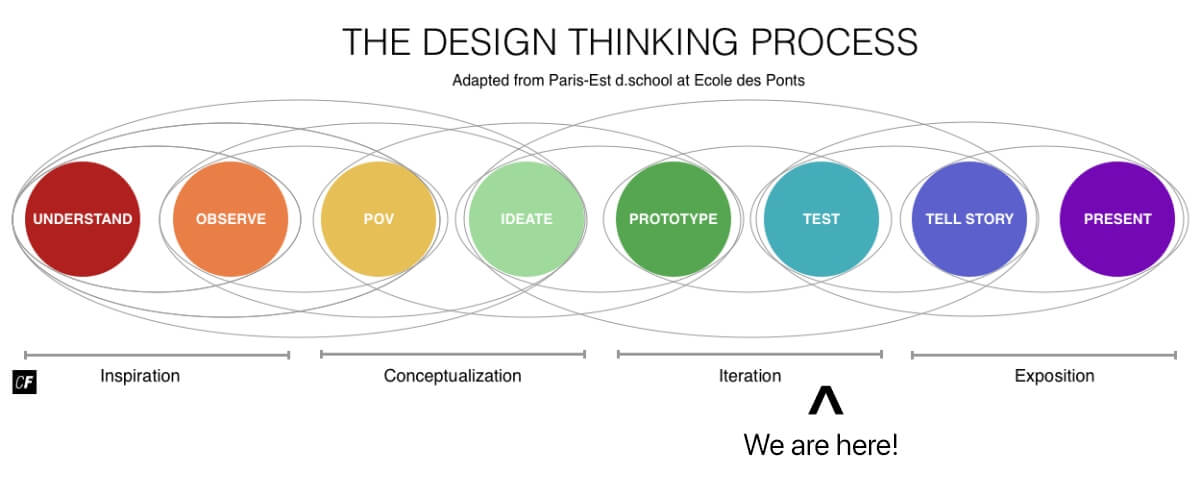 THE DESIGN THINKING PROCESS
Adapted from Paris-Est d.school at Ecole des Ponts
UNDERSTAND
OBSERVE
POV
IDEATE
PROTOTYPE
TEST
TELL STORY
PRESENT
CF
Inspiration
Conceptualization
Iteration
Exposition
We are here!